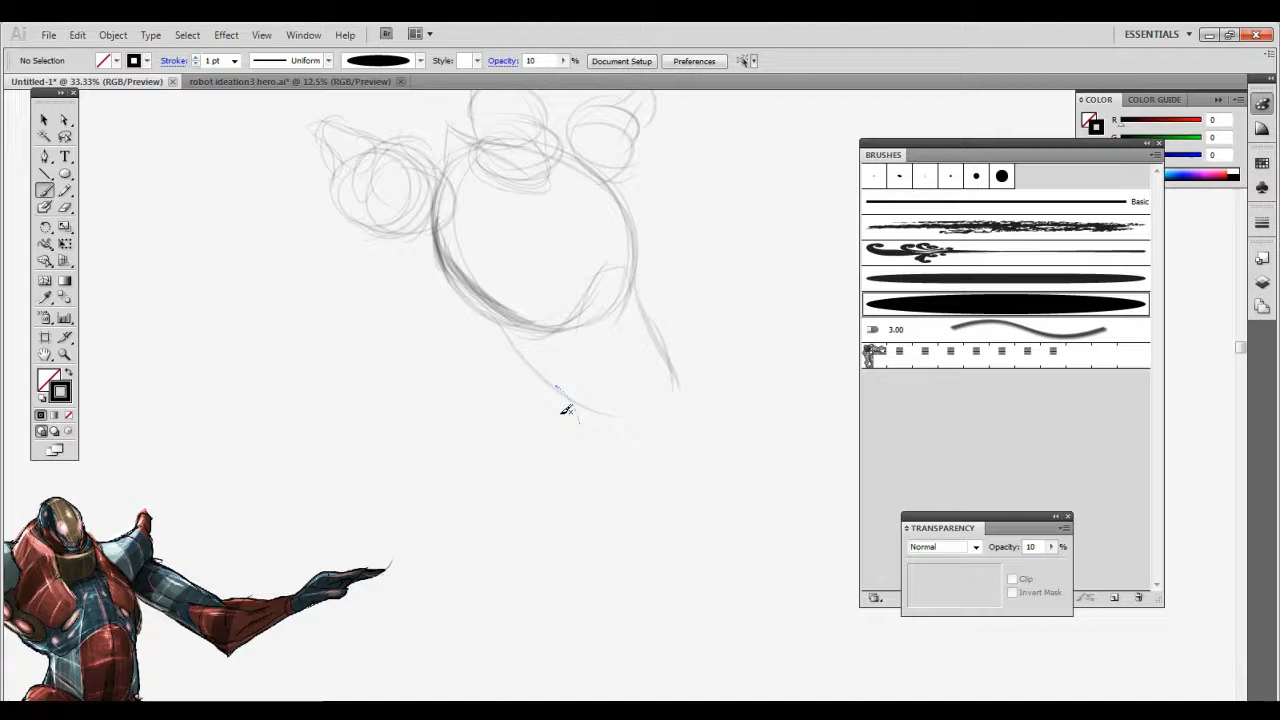 Ai File Edit Object Type Select Effect View Window Help Br ESSENTIALS
No Selection Stroke: 1 pt Uniform Style: Opacity: 10 % Document Setup Preferences
Untitled-1* @ 33.33% (RGB/Preview) robot ideation3 hero.ai* @ 12.5% (RGB/Preview)
COLOR COLOR GUIDE
R 0
G 0
0
BRUSHES
Basic
3.00
TRANSPARENCY
Normal Opacity: 10 %
Clip
Invert Mask